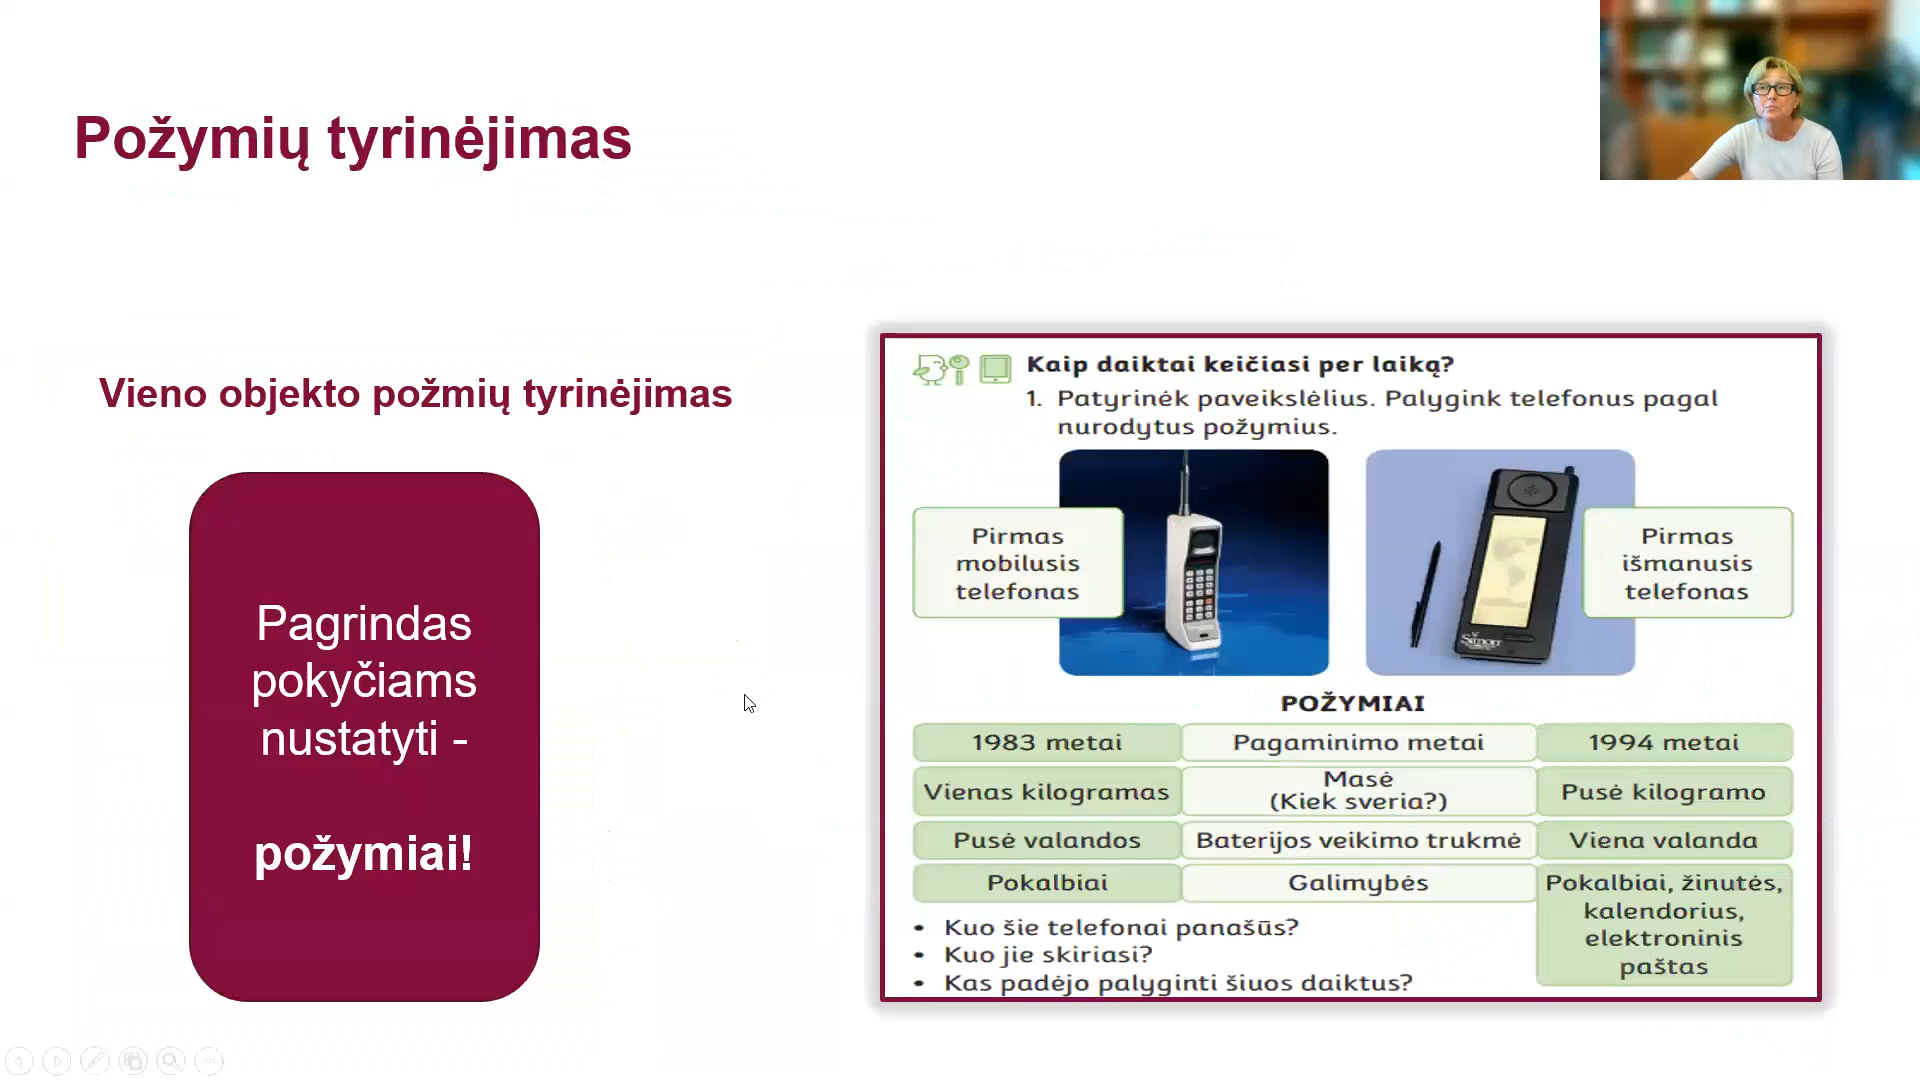 Požymių tyrinėjimas
Vieno objekto požmių tyrinėjimas
Pagrindas
pokyčiams
nustatyti -
požymiai!
Kaip daiktai keičiasi per laiką?
1. Patyrinėk paveikslėlius. Palygink telefonus pagal
nurodytus požymius.
Pirmas
mobilusis
telefonas
Pirmas
išmanusis
telefonas
Simon
POŽYMIAI
1983 metai Pagaminimo metai 1994 metai
Vienas kilogramas Masė
(Kiek sveria?) Pusė kilogramo
Pusė valandos Baterijos veikimo trukmė Viena valanda
Pokalbiai Galimybės Pokalbiai, žinutės,
kalendorius,
elektroninis
paštas
• Kuo šie telefonai panašūs?
• Kuo jie skiriasi?
• Kas padėjo palyginti šiuos daiktus?